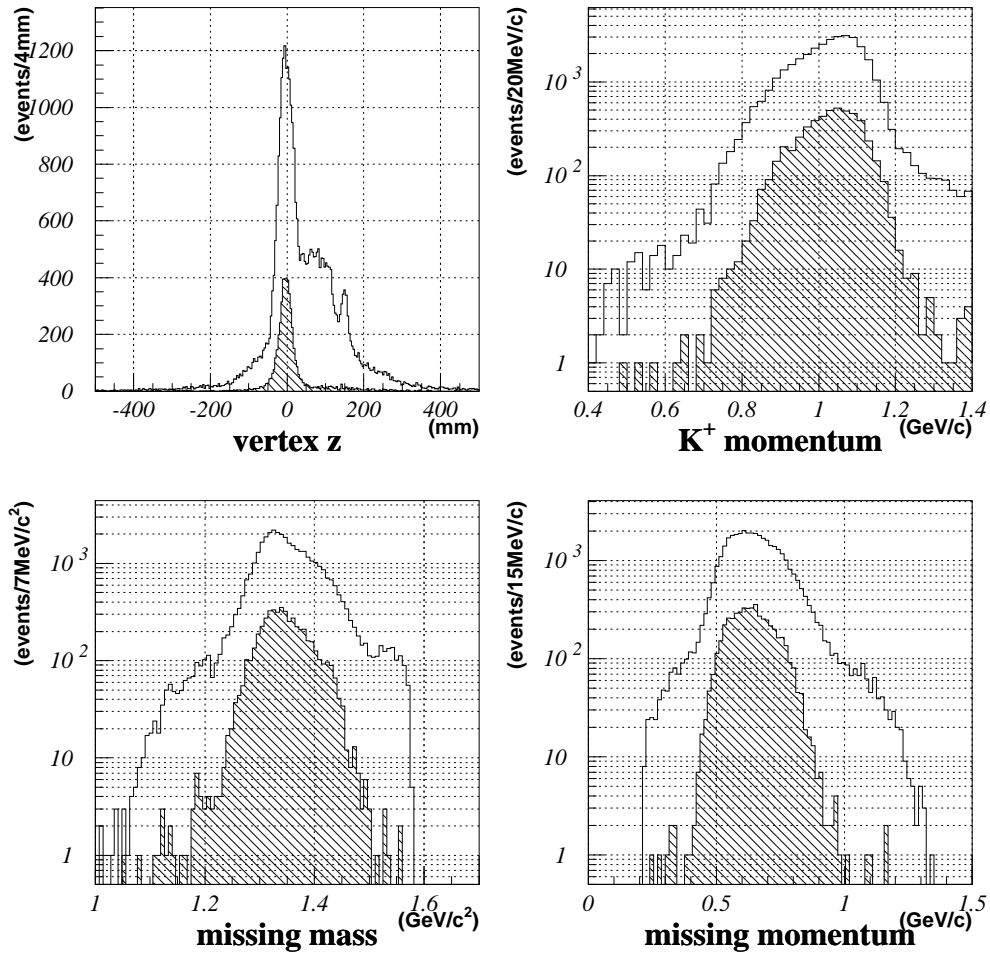 (events/4mm)
1200
1000
800
600
400
200
0
-400 -200 0 200 400
(mm)
vertex z
(events/20MeV/c)
10³
10²
10
1
0.4 0.6 0.8 1 1.2 1.4
(GeV/c)
K⁺ momentum
(events/7MeV/c²)
10³
10²
10
1
1 1.2 1.4 1.6
(GeV/c²)
missing mass
(events/15MeV/c)
10³
10²
10
1
0 0.5 1 1.5
(GeV/c)
missing momentum